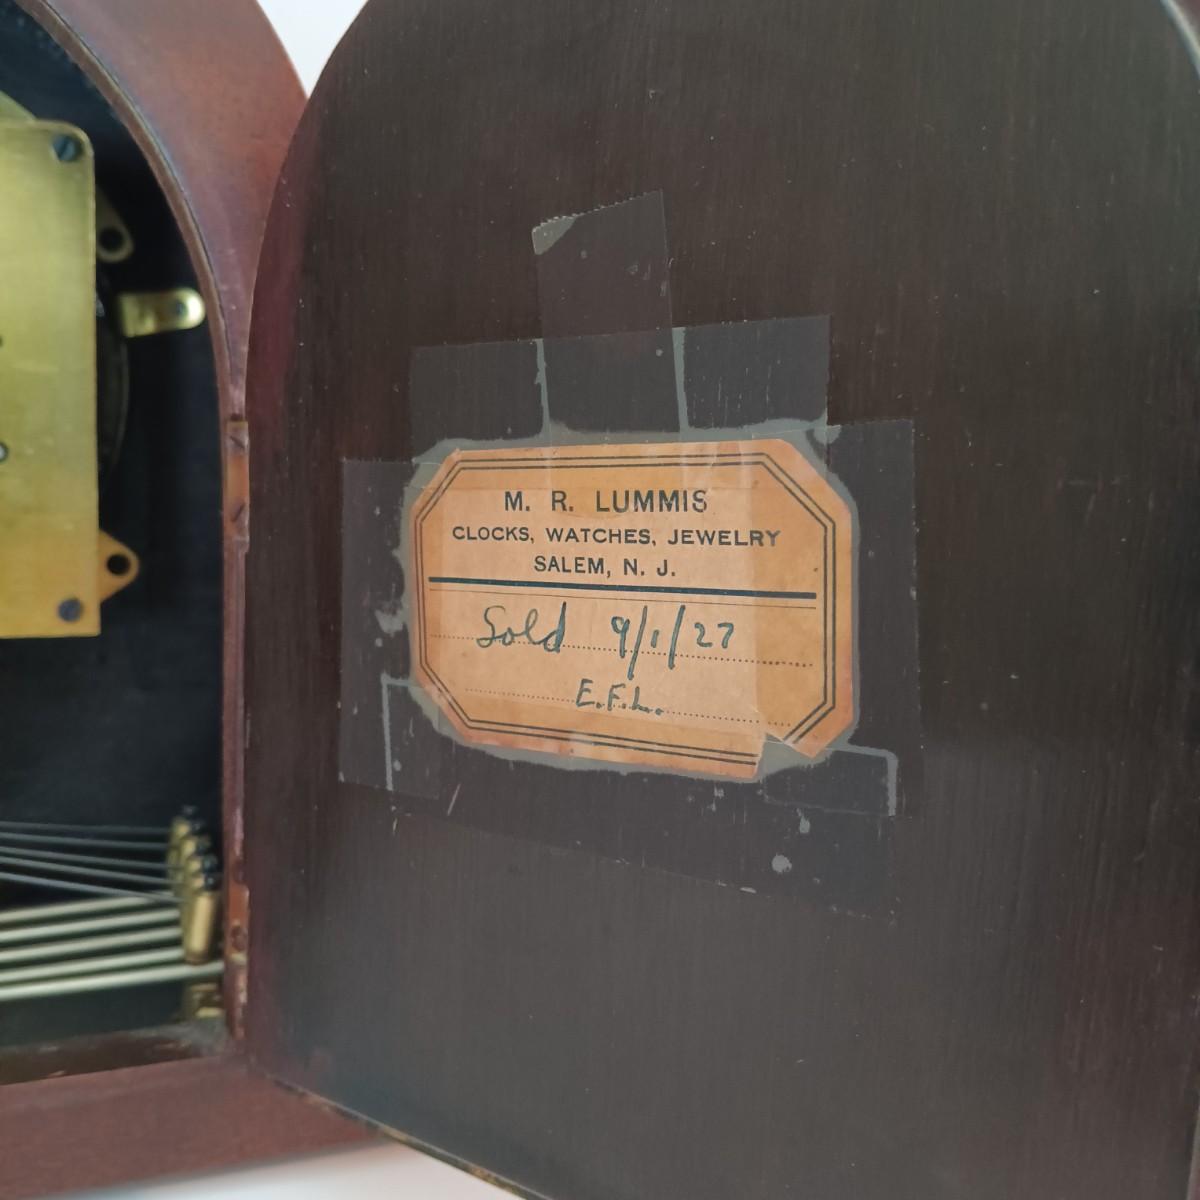 M. R. LUMMIS
CLOCKS, WATCHES, JEWELRY
SALEM, N. J.
Sold 9/1/27
E.F.L.